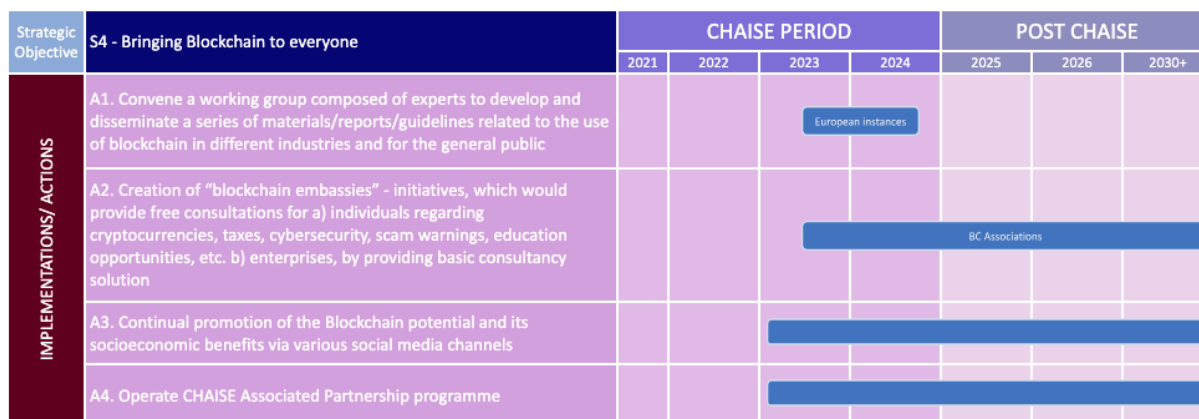 Strategic
Objective
S4 - Bringing Blockchain to everyone
CHAISE PERIOD
POST CHAISE
2021
2022
2023
2024
2025
2026
2030+
IMPLEMENTATIONS/ ACTIONS
A1. Convene a working group composed of experts to develop and
disseminate a series of materials/reports/guidelines related to the use
of blockchain in different industries and for the general public
European instances
A2. Creation of “blockchain embassies” - initiatives, which would
provide free consultations for a) individuals regarding
cryptocurrencies, taxes, cybersecurity, scam warnings, education
opportunities, etc. b) enterprises, by providing basic consultancy
solution
BC Associations
A3. Continual promotion of the Blockchain potential and its
socioeconomic benefits via various social media channels
A4. Operate CHAISE Associated Partnership programme